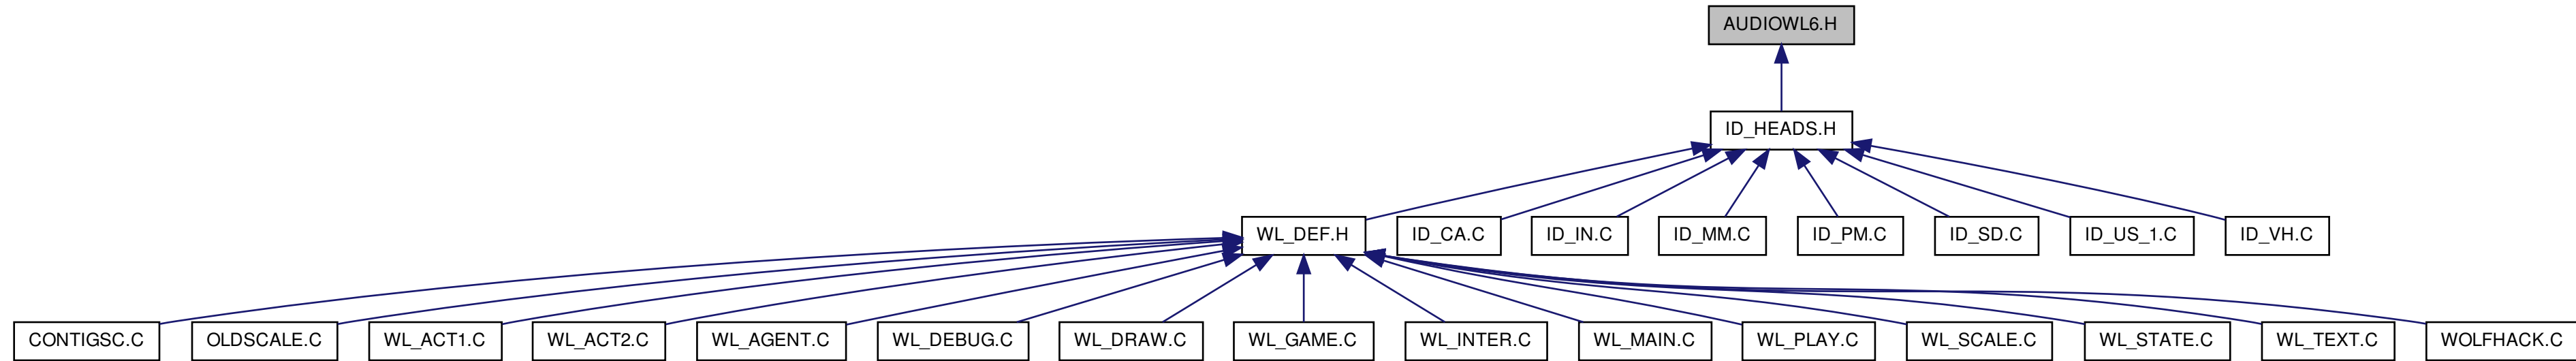 AUDIOWL6.H
ID_HEADS.H
WL_DEF.H
ID_CA.C
ID_IN.C
ID_MM.C
ID_PM.C
ID_SD.C
ID_US_1.C
ID_VH.C
CONTIGSC.C
OLDSCALE.C
WL_ACT1.C
WL_ACT2.C
WL_AGENT.C
WL_DEBUG.C
WL_DRAW.C
WL_GAME.C
WL_INTER.C
WL_MAIN.C
WL_PLAY.C
WL_SCALE.C
WL_STATE.C
WL_TEXT.C
WOLFHACK.C